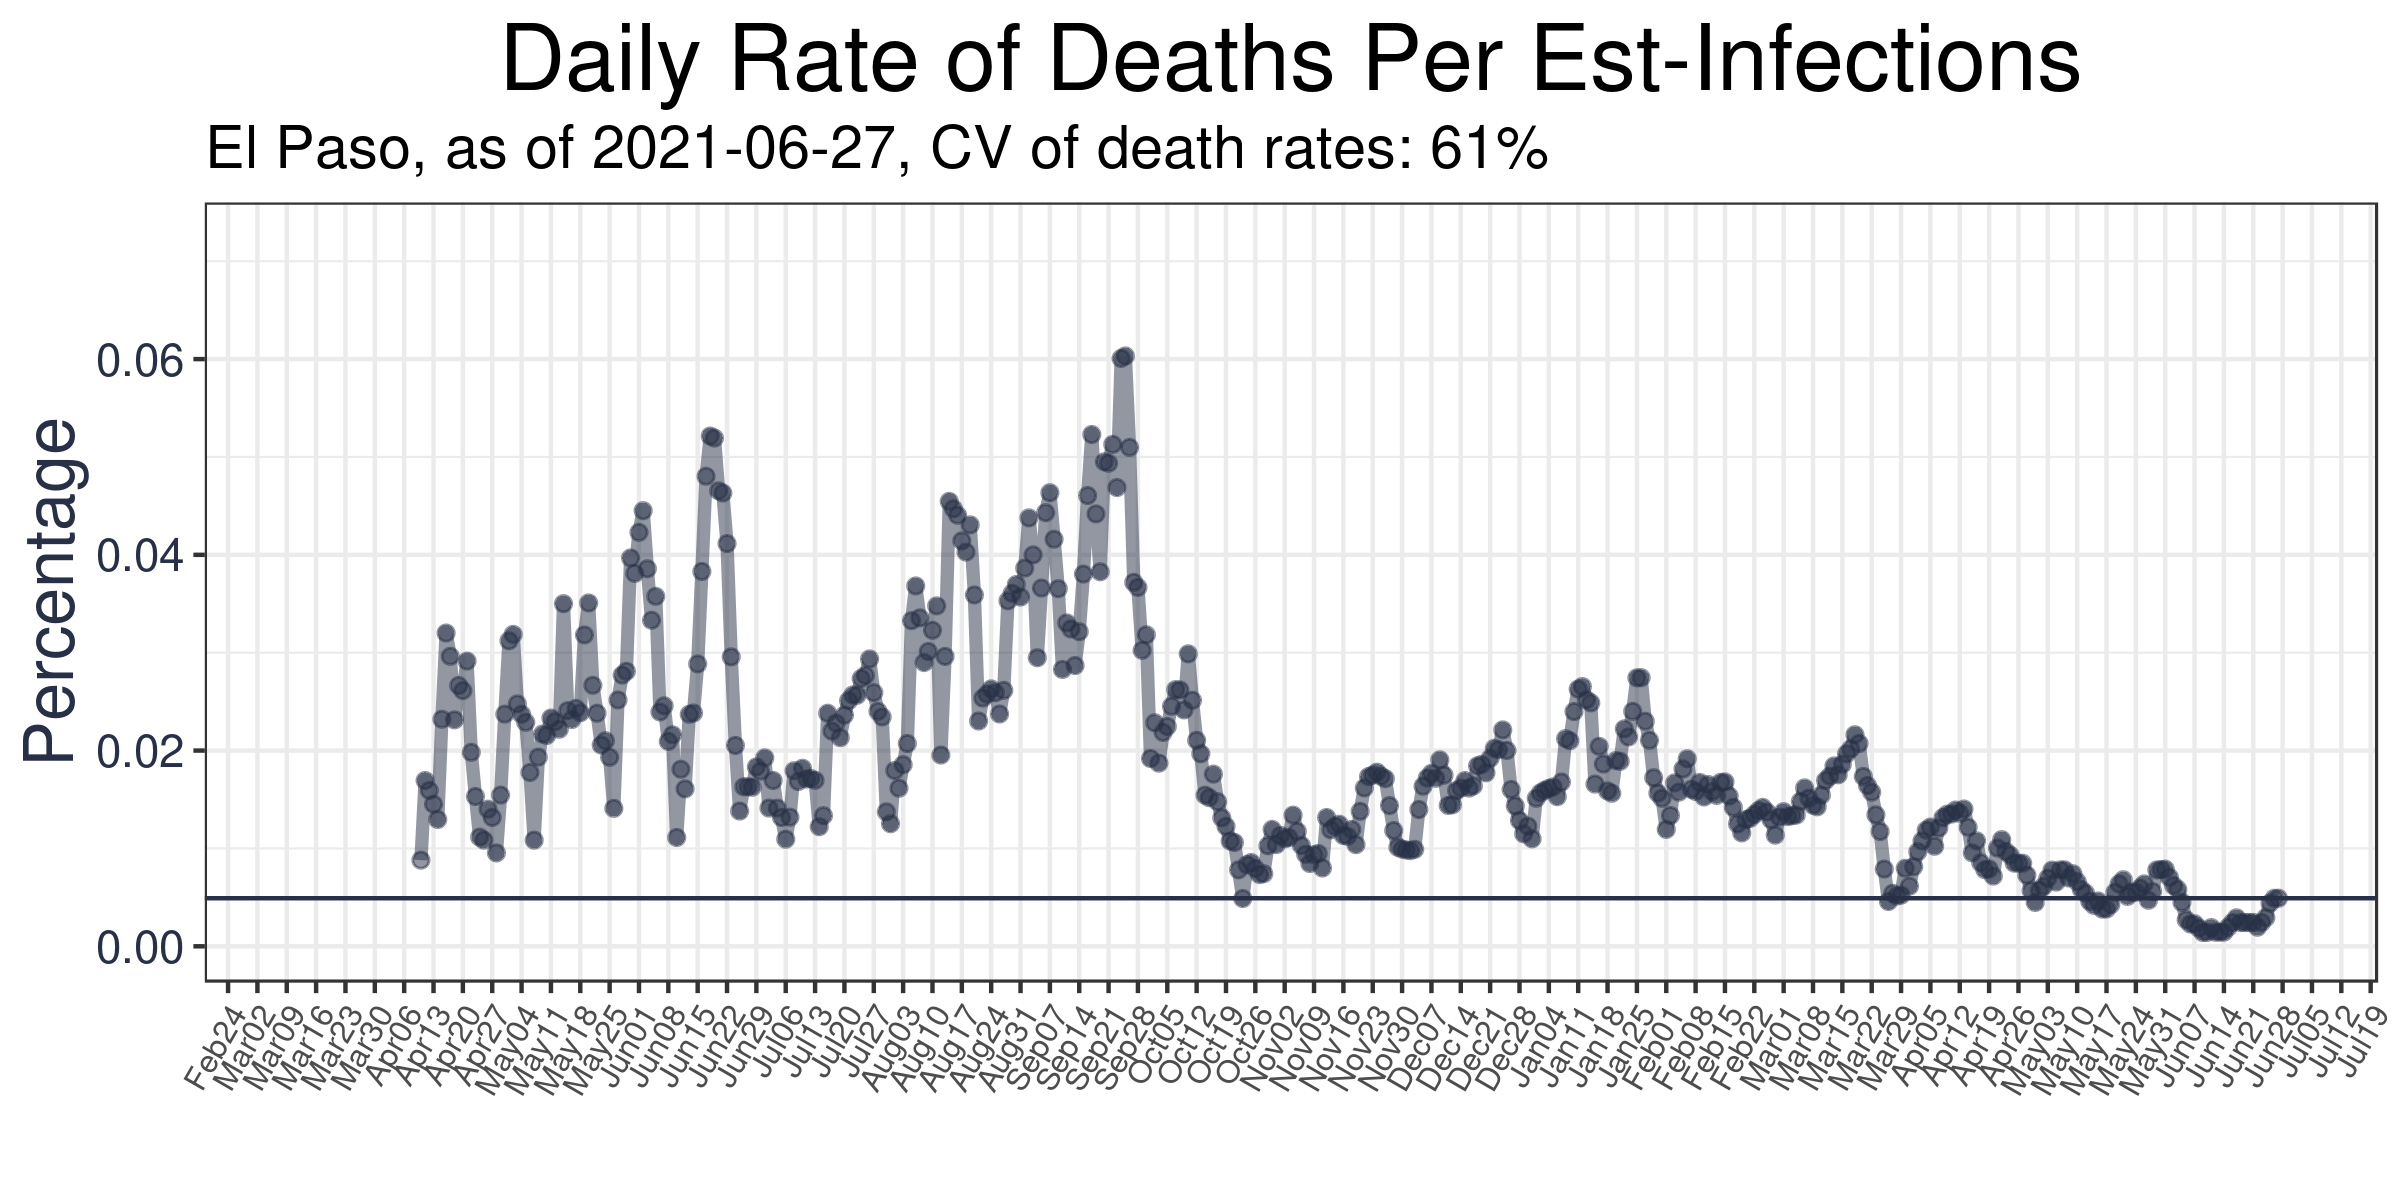 Daily Rate of Deaths Per Est-Infections
El Paso, as of 2021-06-27, CV of death rates: 61%
Percentage
0.06
0.04
0.02
0.00
Feb24 Mar02 Mar09 Mar16 Mar23 Mar30 Apr06 Apr13 Apr20 Apr27 May04 May11 May18 May25 Jun01 Jun08 Jun15 Jun22 Jun29 Jul06 Jul13 Jul20 Jul27 Aug03 Aug10 Aug17 Aug24 Aug31 Sep07 Sep14 Sep21 Sep28 Oct05 Oct12 Oct19 Oct26 Nov02 Nov09 Nov16 Nov23 Nov30 Dec07 Dec14 Dec21 Dec28 Jan04 Jan11 Jan18 Jan25 Feb01 Feb08 Feb15 Feb22 Mar01 Mar08 Mar15 Mar22 Mar29 Apr05 Apr12 Apr19 Apr26 May03 May10 May17 May24 May31 Jun07 Jun14 Jun21 Jun28 Jul05 Jul12 Jul19